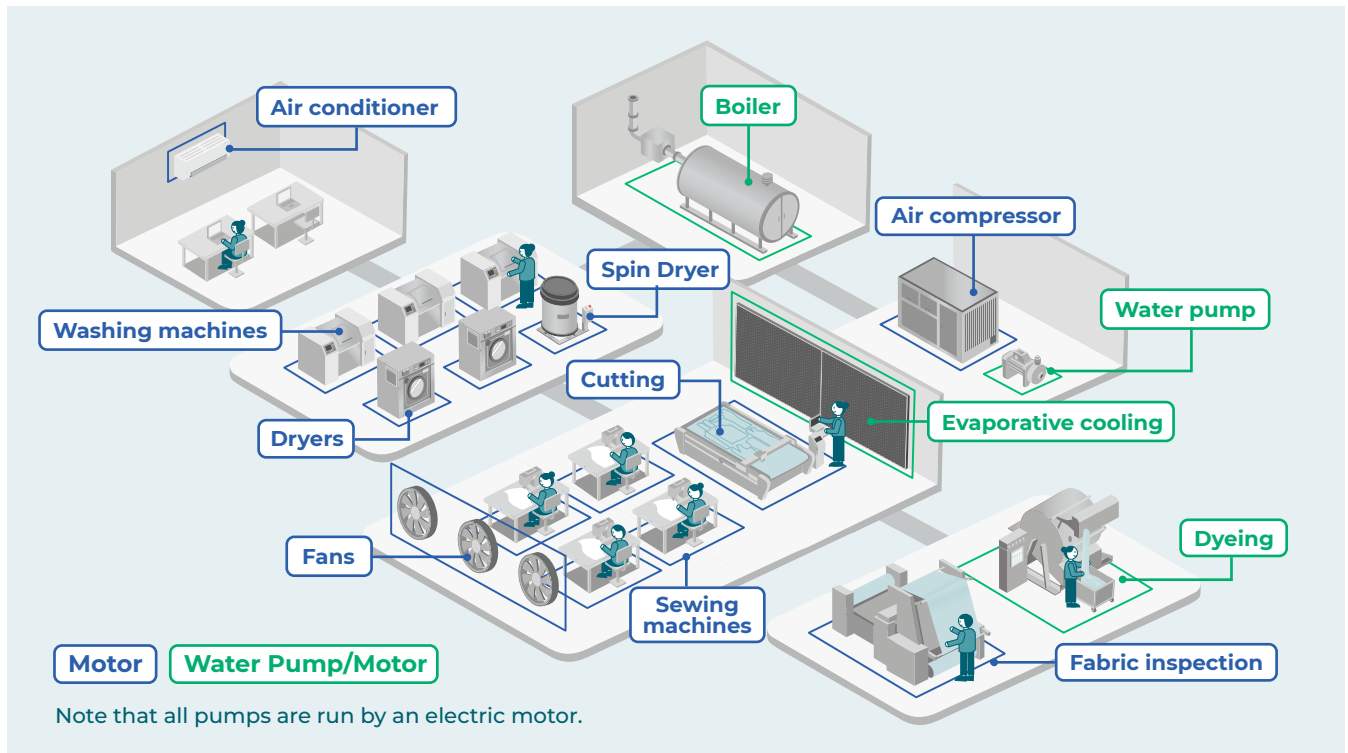 Air conditioner
Boiler
Air compressor
Spin Dryer
Water pump
Washing machines
Cutting
Evaporative cooling
Dryers
Fans
Dyeing
Sewing
machines
Motor
Water Pump/Motor
Fabric inspection
Note that all pumps are run by an electric motor.